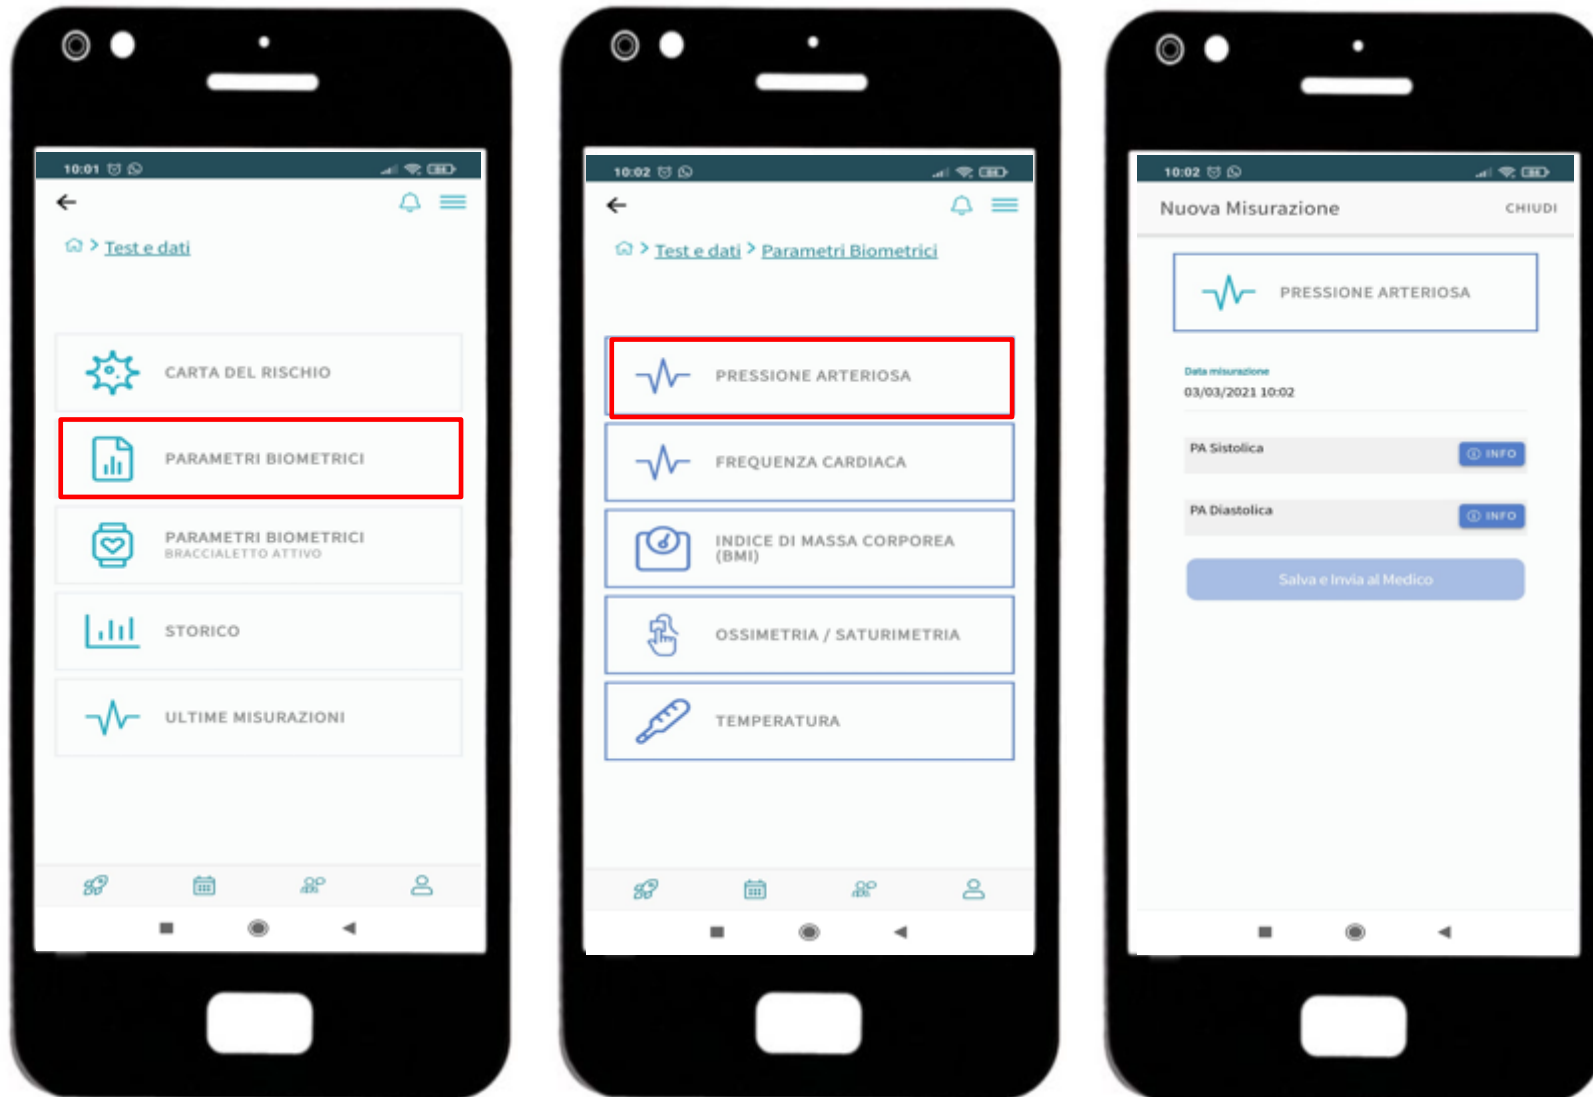 10:01
Test e dati
CARTA DEL RISCHIO
PARAMETRI BIOMETRICI
PARAMETRI BIOMETRICI
BRACCIALETTO ATTIVO
STORICO
ULTIME MISURAZIONI
10:02
Test e dati > Parametri Biometrici
PRESSIONE ARTERIOSA
FREQUENZA CARDIACA
INDICE DI MASSA CORPOREA
(BMI)
OSSIMETRIA / SATURIMETRIA
TEMPERATURA
10:02
Nuova Misurazione CHIUDI
PRESSIONE ARTERIOSA
Data misurazione
03/03/2021 10:02
PA Sistolica INFO
PA Diastolica INFO
Salva e Invia al Medico